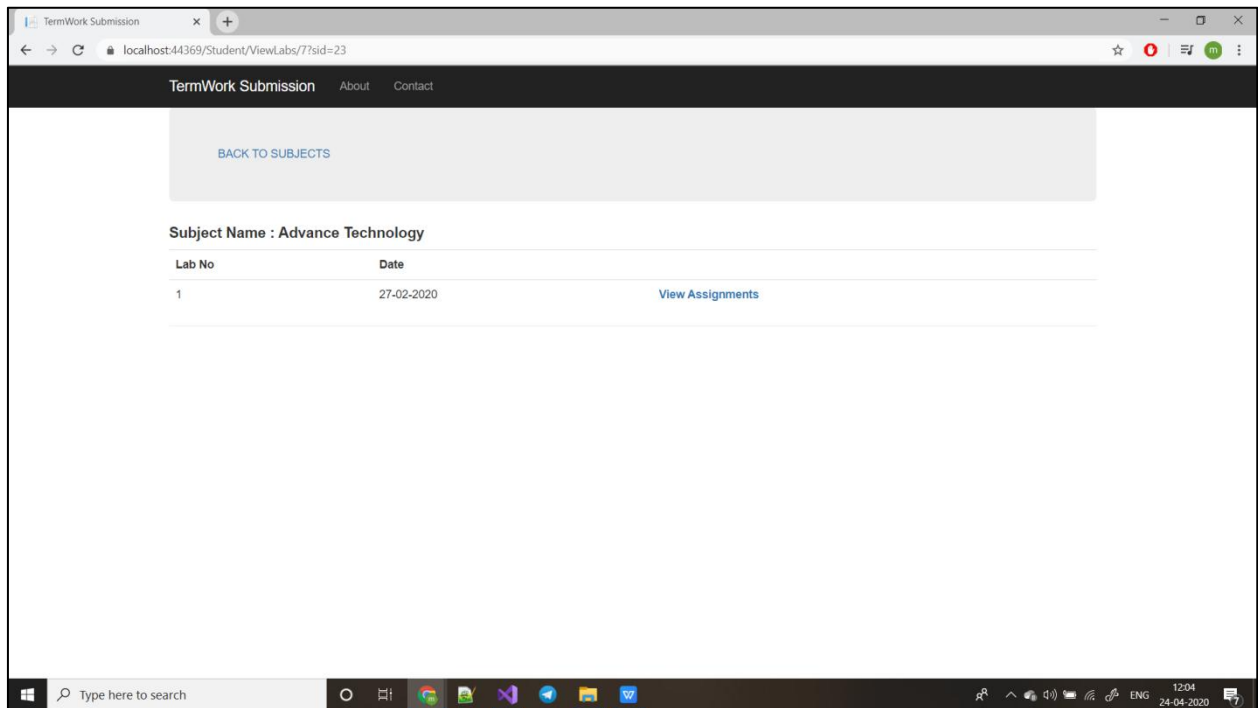 TermWork Submission
localhost:44369/Student/ViewLabs/7?sid=23
m
TermWork Submission About Contact
BACK TO SUBJECTS
Subject Name : Advance Technology
Lab No Date
1 27-02-2020 View Assignments
Type here to search
W
ENG
12:04
24-04-2020
7